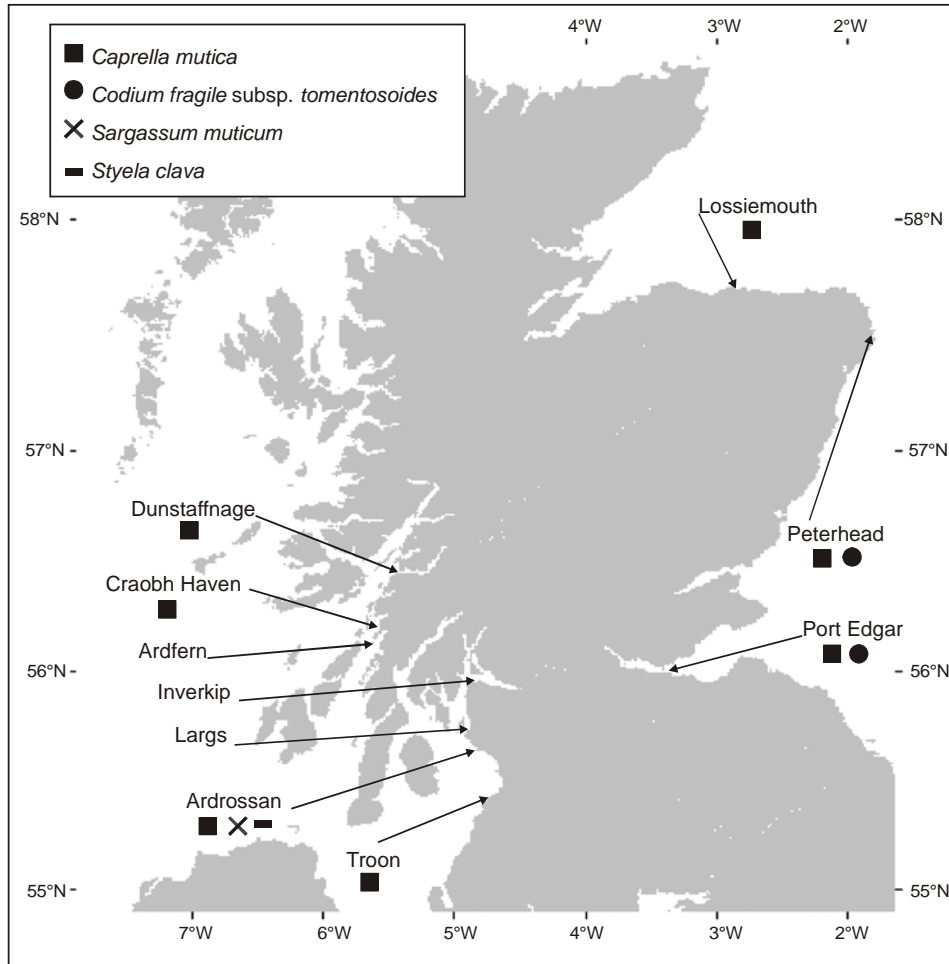 4°W 3°W 2°W
Caprella mutica
Codium fragile subsp. tomentosoides
Sargassum muticum
Styela clava
58°N 58°N
Lossiemouth
57°N 57°N
Dunstaffnage
Peterhead
Craobh Haven
Port Edgar
Ardfern
56°N 56°N
Inverkip
Largs
Ardrossan
Troon
55°N 55°N
7°W 6°W 5°W 4°W 3°W 2°W